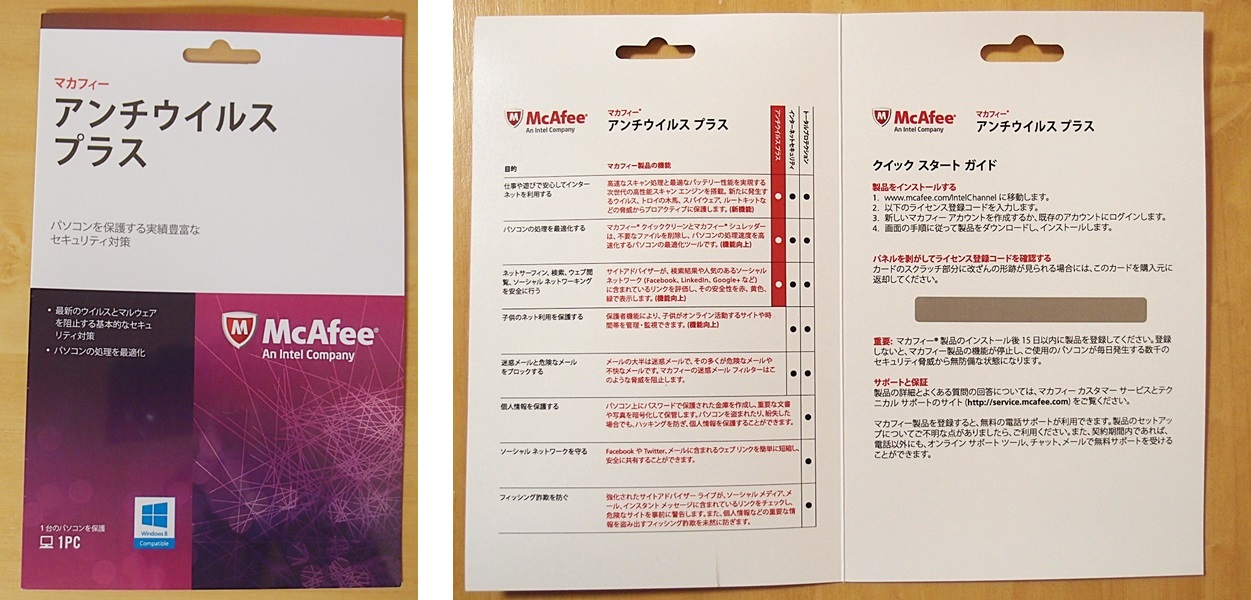 マカフィー
アンチウイルス
プラス
パソコンを保護する実績豊富な
セキュリティ対策
• 最新のウイルスとマルウェア
を阻止する基本的なセキュ
リティ対策
• パソコンの処理を最適化
McAfee®
An Intel Company
1 台のパソコンを保護
1PC
Windows 8
Compatible
McAfee®
An Intel Company
マカフィー®
アンチウイルス プラス
アンチウイルス プラス
インターネットセキュリティ
トータルプロテクション
目的
マカフィー製品の機能
仕事や遊びで安心してインター
ネットを利用する
高速なスキャン処理と最適なバッテリー性能を実現する
次世代の高性能スキャン エンジンを搭載。新たに発生す
るウイルス、トロイの木馬、スパイウェア、ルートキットな
どの脅威からプロアクティブに保護します。(新機能)
パソコンの処理を最適化する
マカフィー® クイッククリーンとマカフィー® シュレッダー
は、不要なファイルを削除し、パソコンの処理速度を高
速化するパソコンの最適化ツールです。(機能向上)
ネットサーフィン、検索、ウェブ閲
覧、ソーシャル ネットワーキング
を安全に行う
サイトアドバイザーが、検索結果や人気のあるソーシャル
ネットワーク (Facebook, LinkedIn, Google+ など)
に含まれているリンクを評価し、その安全性を赤、黄色、
緑で表示します。(機能向上)
子供のネット利用を保護する
保護者機能により、子供がオンライン活動するサイトや時
間帯を管理・監視できます。(機能向上)
迷惑メールと危険なメール
をブロックする
メールの大半は迷惑メールで、その多くが危険なメールや
不快なメールです。マカフィーの迷惑メール フィルターはこ
のような脅威を阻止します。
個人情報を保護する
パソコン上にパスワードで保護された金庫を作成し、重要な文書
や写真を暗号化して保管します。パソコンを盗まれたり、紛失した
場合でも、ハッキングを防ぎ、個人情報を保護することができます。
ソーシャル ネットワークを守る
Facebook や Twitter、メールに含まれるウェブ リンクを簡単に短縮し、
安全に共有することができます。
フィッシング詐欺を防ぐ
強化されたサイトアドバイザー ライブが、ソーシャル メディア、メ
ール、インスタント メッセージに含まれているリンクをチェックし、
危険なサイトを事前に警告します。また、個人情報などの重要な情
報を盗み出すフィッシング詐欺を未然に防ぎます。
McAfee®
An Intel Company
マカフィー®
アンチウイルス プラス
クイック スタート ガイド
製品をインストールする
1. www.mcafee.com/IntelChannel に移動します。
2. 以下のライセンス登録コードを入力します。
3. 新しいマカフィー アカウントを作成するか、既存のアカウントにログインします。
4. 画面の手順に従って製品をダウンロードし、インストールします。
パネルを剥がしてライセンス登録コードを確認する
カードのスクラッチ部分に改ざんの形跡が見られる場合には、このカードを購入元に
返却してください。
重要: マカフィー® 製品のインストール後 15 日以内に製品を登録してください。登録
しないと、マカフィー製品の機能が停止し、ご使用のパソコンが毎日発生する数千の
セキュリティ脅威から無防備な状態になります。
サポートと保証
製品の詳細とよくある質問の回答については、マカフィー カスタマー サービスとテク
ニカル サポートのサイト (http://service.mcafee.com) をご覧ください。
マカフィー製品を登録すると、無料の電話サポートが利用できます。製品のセットアッ
プについてご不明な点がありましたら、ご利用ください。また、契約期間内であれば、
電話以外にも、オンライン サポート ツール、チャット、メールで無料サポートを受ける
ことができます。